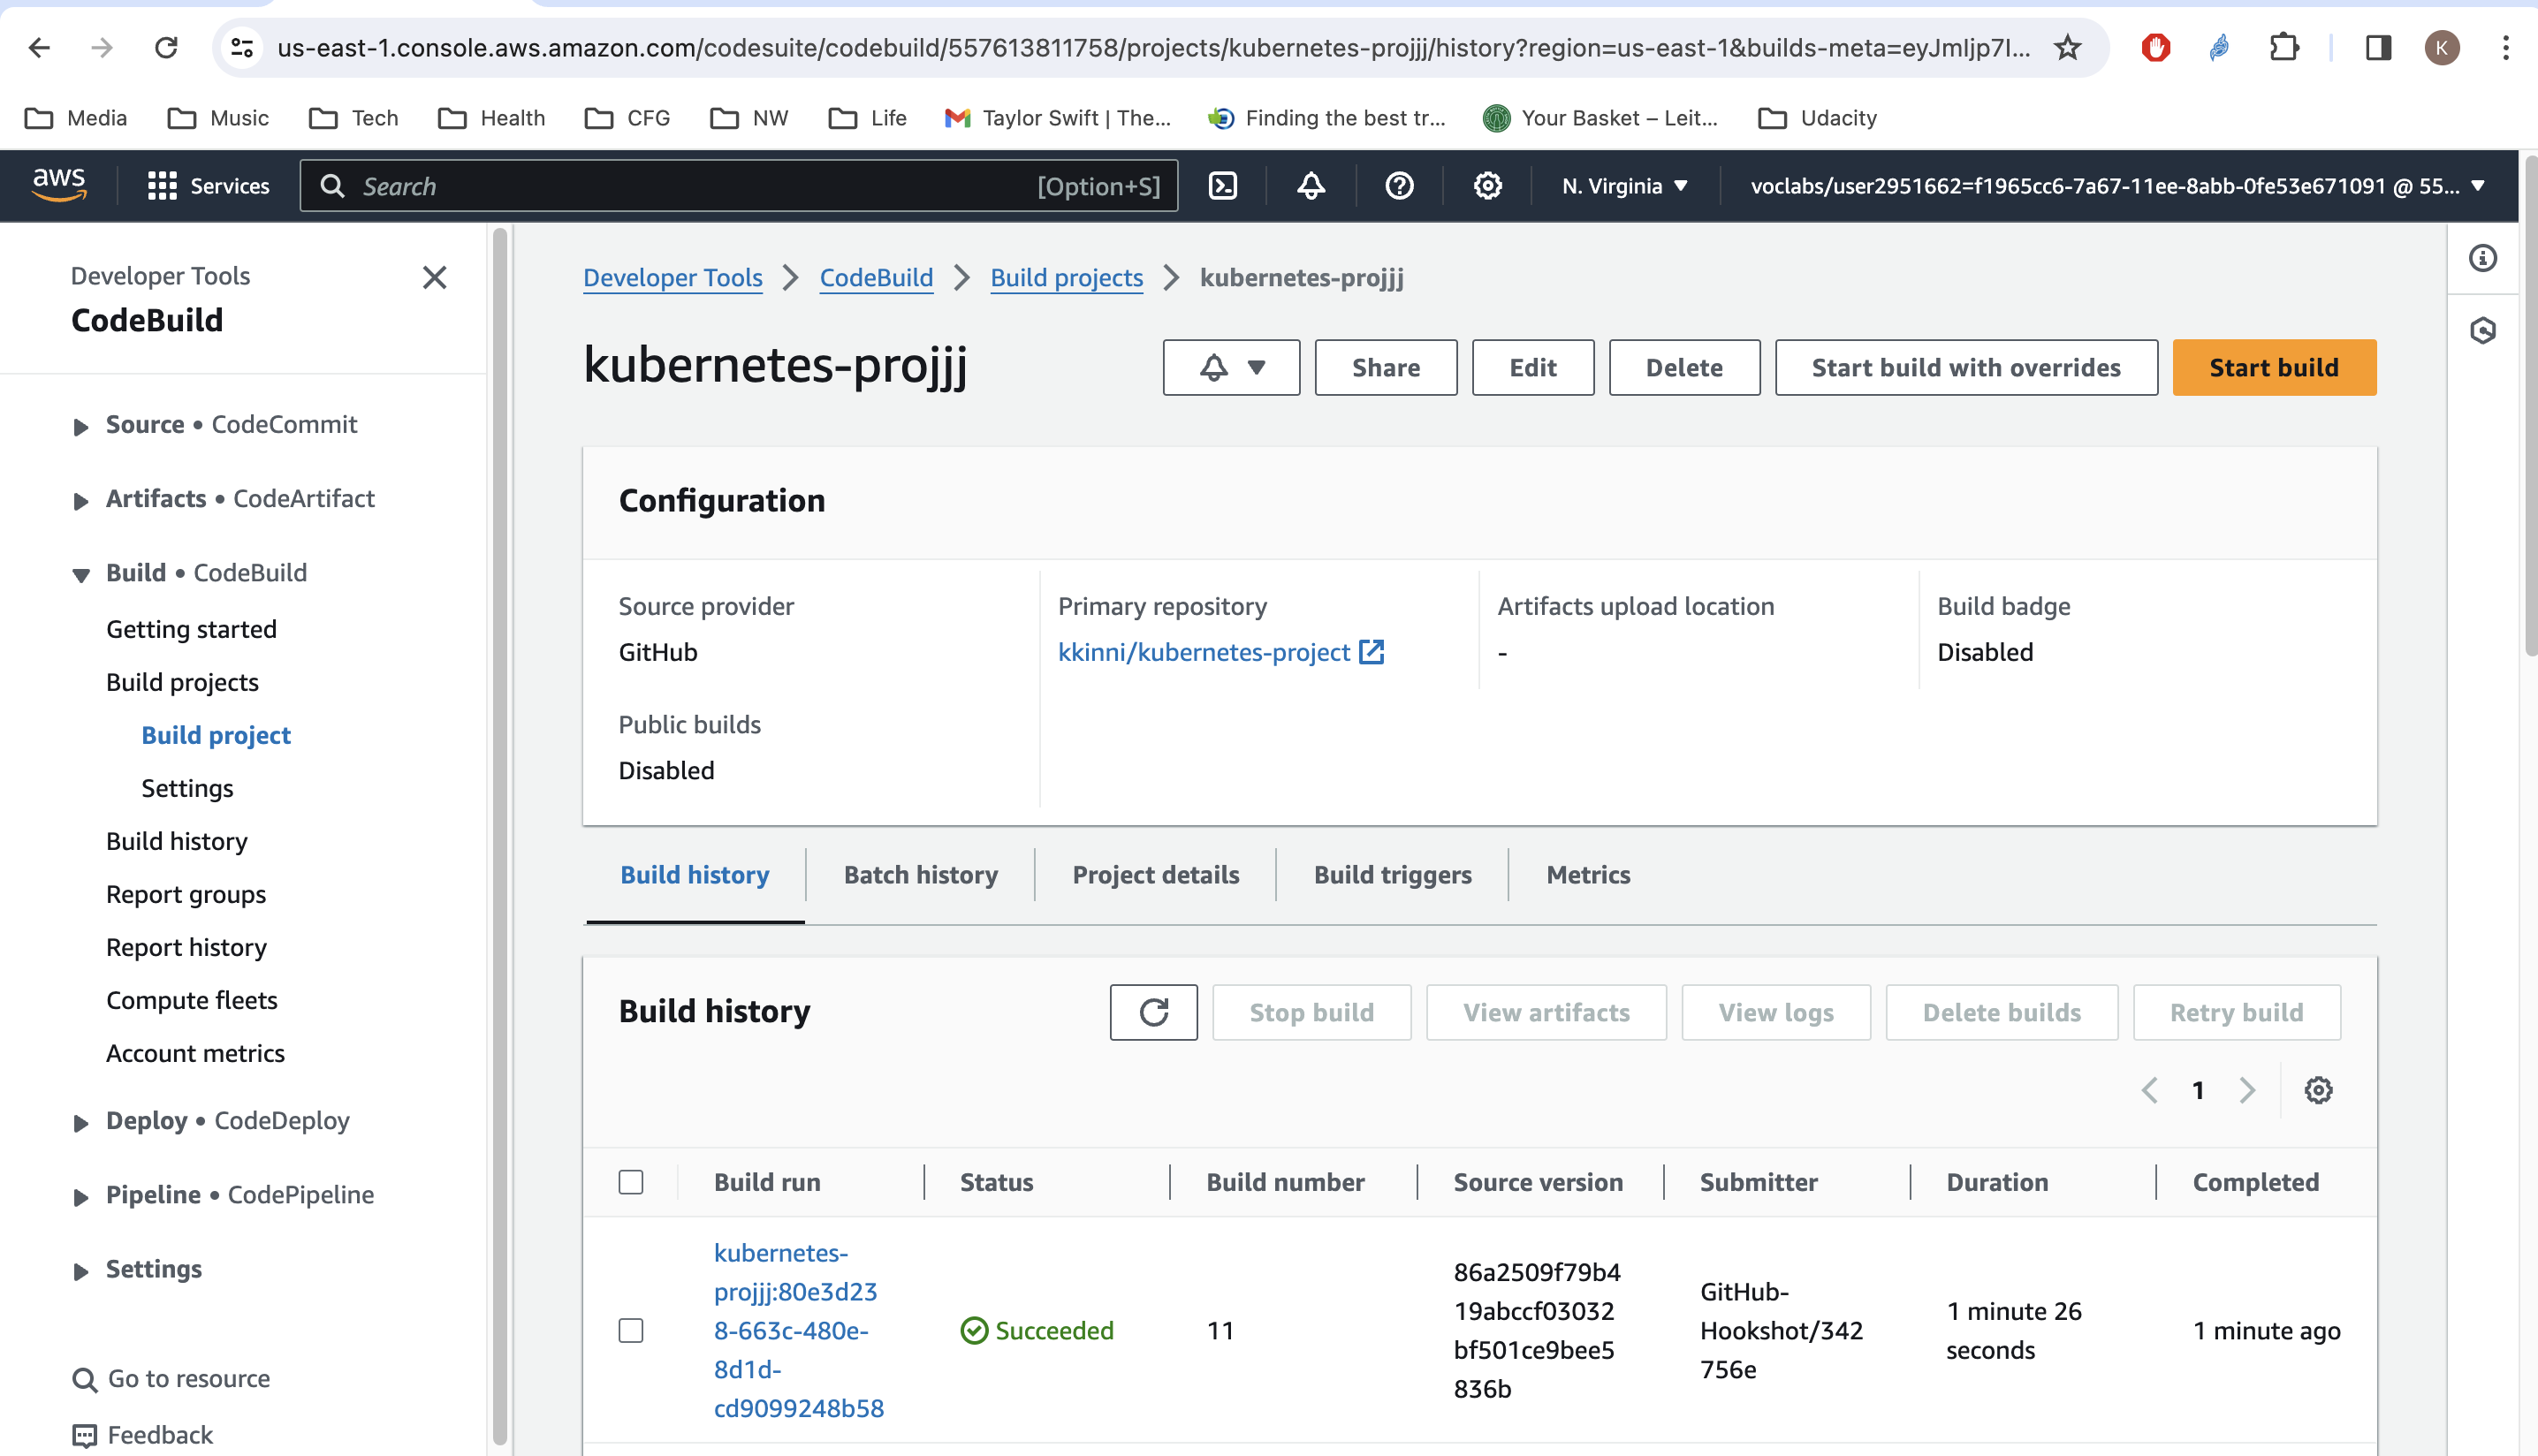 us-east-1.console.aws.amazon.com/codesuite/codebuild/557613811758/projects/kubernetes-projjj/history?region=us-east-1&builds-meta=eyJmIjp7I...
K
Media Music Tech Health CFG NW Life Taylor Swift | The... Finding the best tr... Your Basket – Leit... Udacity
aws Services Search [Option+S] N. Virginia voclabs/user2951662=f1965cc6-7a67-11ee-8abb-0fe53e671091 @ 55...
Developer Tools
CodeBuild
Source • CodeCommit
Artifacts • CodeArtifact
Build • CodeBuild
Getting started
Build projects
Build project
Settings
Build history
Report groups
Report history
Compute fleets
Account metrics
Deploy • CodeDeploy
Pipeline • CodePipeline
Settings
Go to resource
Feedback
Developer Tools CodeBuild Build projects kubernetes-projjj
kubernetes-projjj
Share Edit Delete Start build with overrides Start build
Configuration
Source provider
GitHub
Primary repository
kkinni/kubernetes-project
Artifacts upload location
-
Build badge
Disabled
Public builds
Disabled
Build history Batch history Project details Build triggers Metrics
Build history
Stop build View artifacts View logs Delete builds Retry build
1
Build run Status Build number Source version Submitter Duration Completed
kubernetes-
projjj:80e3d23
8-663c-480e-
8d1d-
cd9099248b58
Succeeded
11
86a2509f79b4
19abccf03032
bf501ce9bee5
836b
GitHub-
Hookshot/342
756e
1 minute 26
seconds
1 minute ago